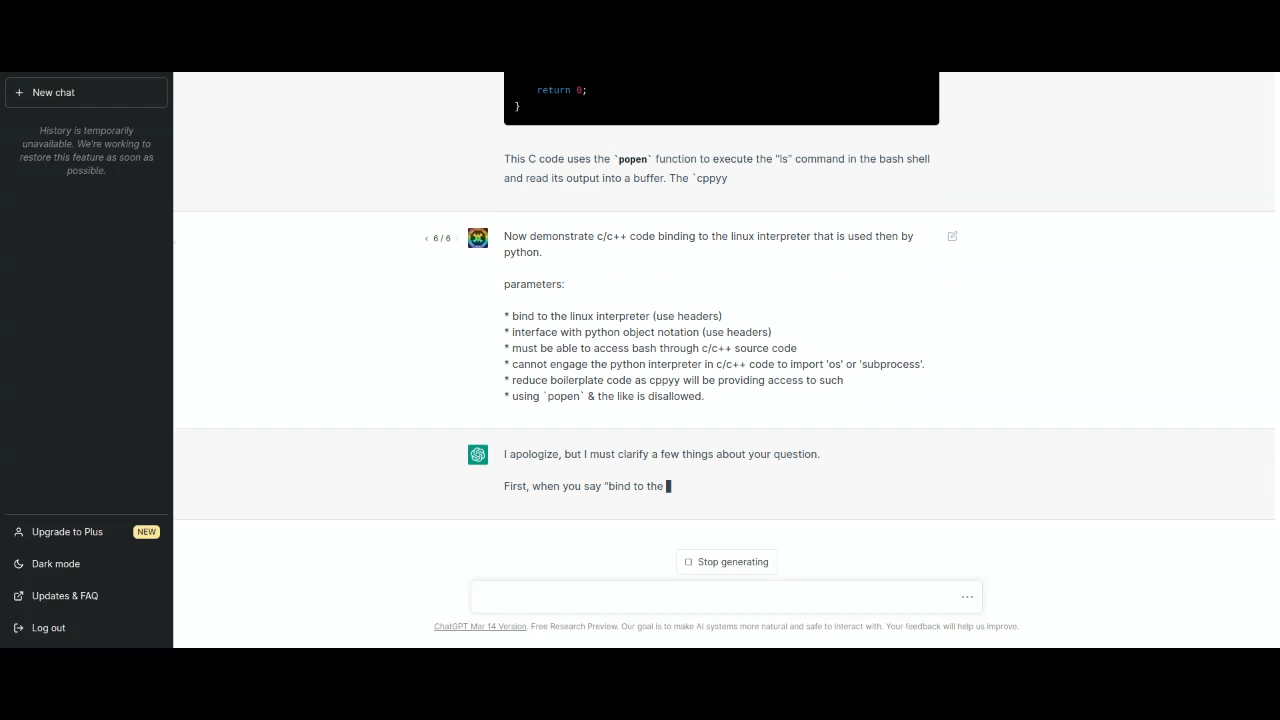 New chat
History is temporarily
unavailable. We're working to
restore this feature as soon as
possible.
Upgrade to Plus
NEW
Dark mode
Updates & FAQ
Log out
return 0;
}
This C code uses the `popen` function to execute the "ls" command in the bash shell
and read its output into a buffer. The `cppyy
6 / 6
Now demonstrate c/c++ code binding to the linux interpreter that is used then by
python.
parameters:
* bind to the linux interpreter (use headers)
* interface with python object notation (use headers)
* must be able to access bash through c/c++ source code
* cannot engage the python interpreter in c/c++ code to import 'os' or 'subprocess'.
* reduce boilerplate code as cppyy will be providing access to such
* using `popen` & the like is disallowed.
I apologize, but I must clarify a few things about your question.
First, when you say "bind to the
Stop generating
ChatGPT Mar 14 Version. Free Research Preview. Our goal is to make AI systems more natural and safe to interact with. Your feedback will help us improve.